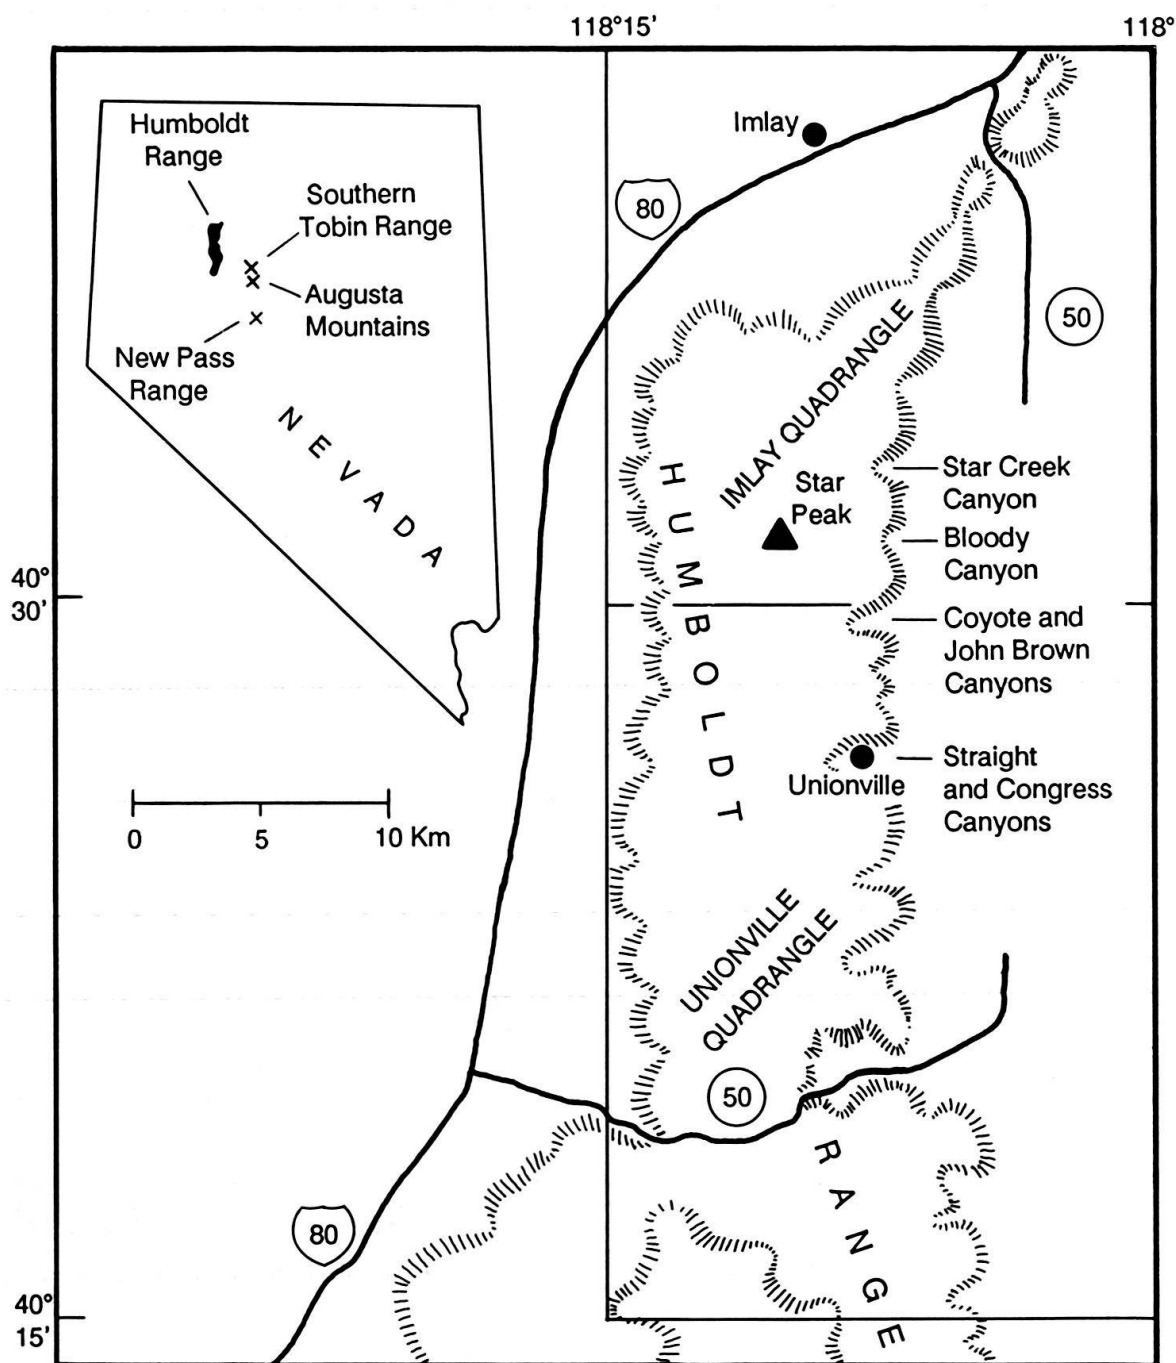 118°15'
118°
Humboldt
Range
Southern
Tobin Range
Augusta
Mountains
New Pass
Range
NEVADA
Imlay
80
50
IMLAY QUADRANGLE
Star
Peak
HUMBOLDT
Star Creek
Canyon
Bloody
Canyon
40°
30'
Coyote and
John Brown
Canyons
Unionville
Straight
and Congress
Canyons
0 5 10 Km
UNIONVILLE
QUADRANGLE
50
RANGE
80
40°
15'